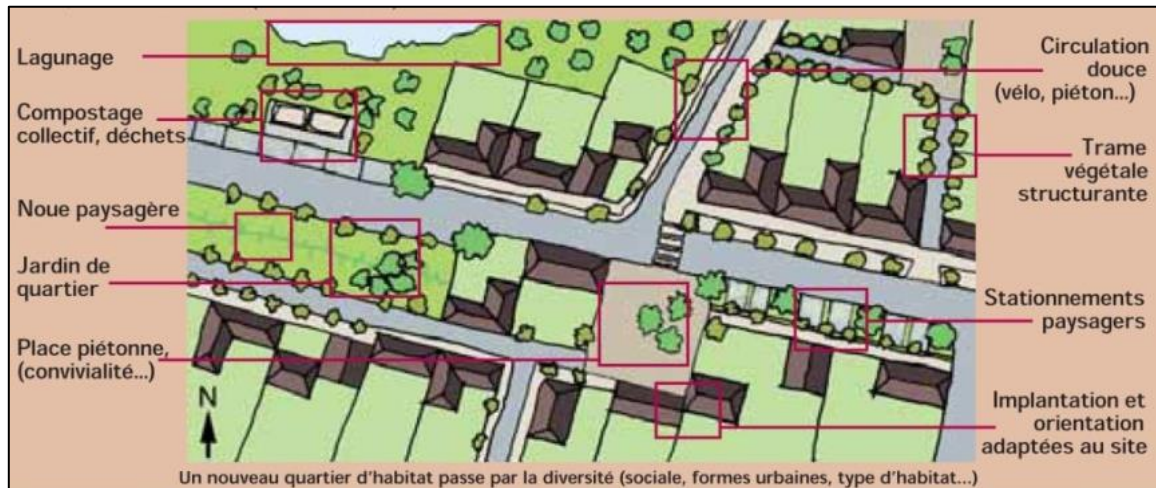 Lagunage
Compostage
collectif, déchets
Noue paysagère
Jardin de
quartier
Place piétonne,
(convivialité...)
N
Circulation
douce
(vélo, piéton...)
Trame
végétale
structurante
Stationnements
paysagers
Implantation et
orientation
adaptées au site
Un nouveau quartier d'habitat passe par la diversité (sociale, formes urbaines, type d'habitat...)